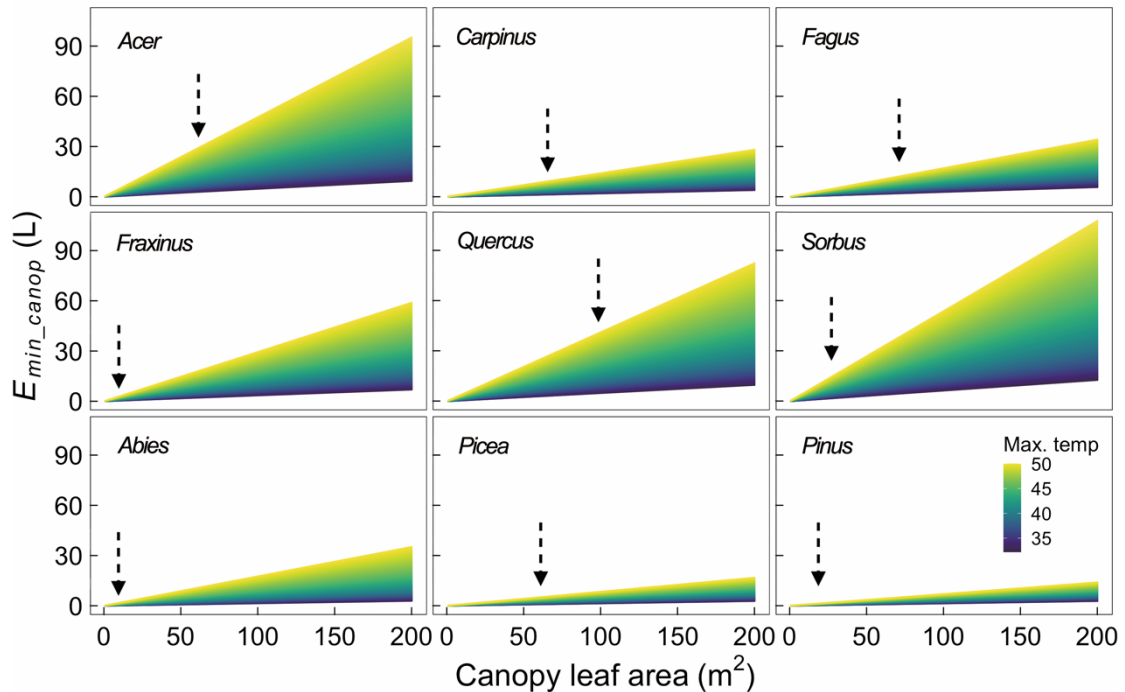 Acer
Carpinus
Fagus
90
60
30
0
Fraxinus
Quercus
Sorbus
90
60
30
0
E_min_canop (L)
Abies
Picea
Pinus
Max. temp
50
45
40
35
90
60
30
0
0 50 100 150 200
0 50 100 150 200
0 50 100 150 200
Canopy leaf area (m²)